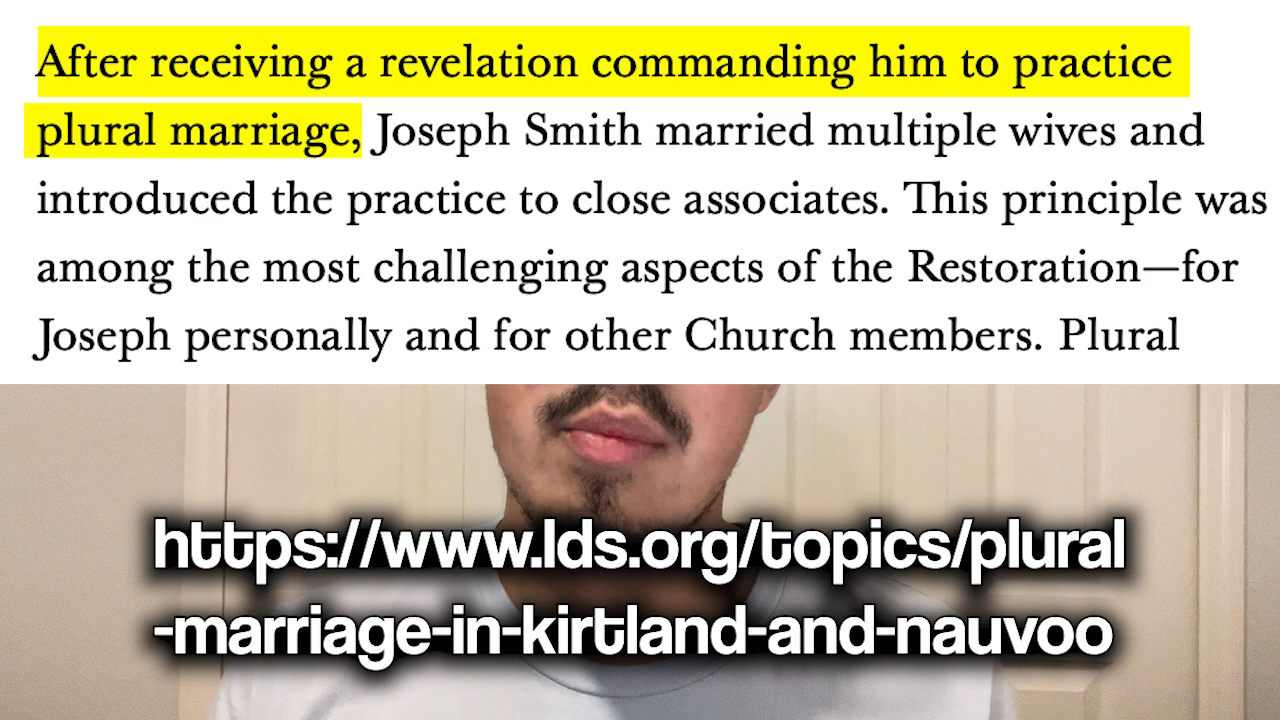 After receiving a revelation commanding him to practice
plural marriage, Joseph Smith married multiple wives and
introduced the practice to close associates. This principle was
among the most challenging aspects of the Restoration—for
Joseph personally and for other Church members. Plural
https://www.lds.org/topics/plural
-marriage-in-kirtland-and-nauvoo